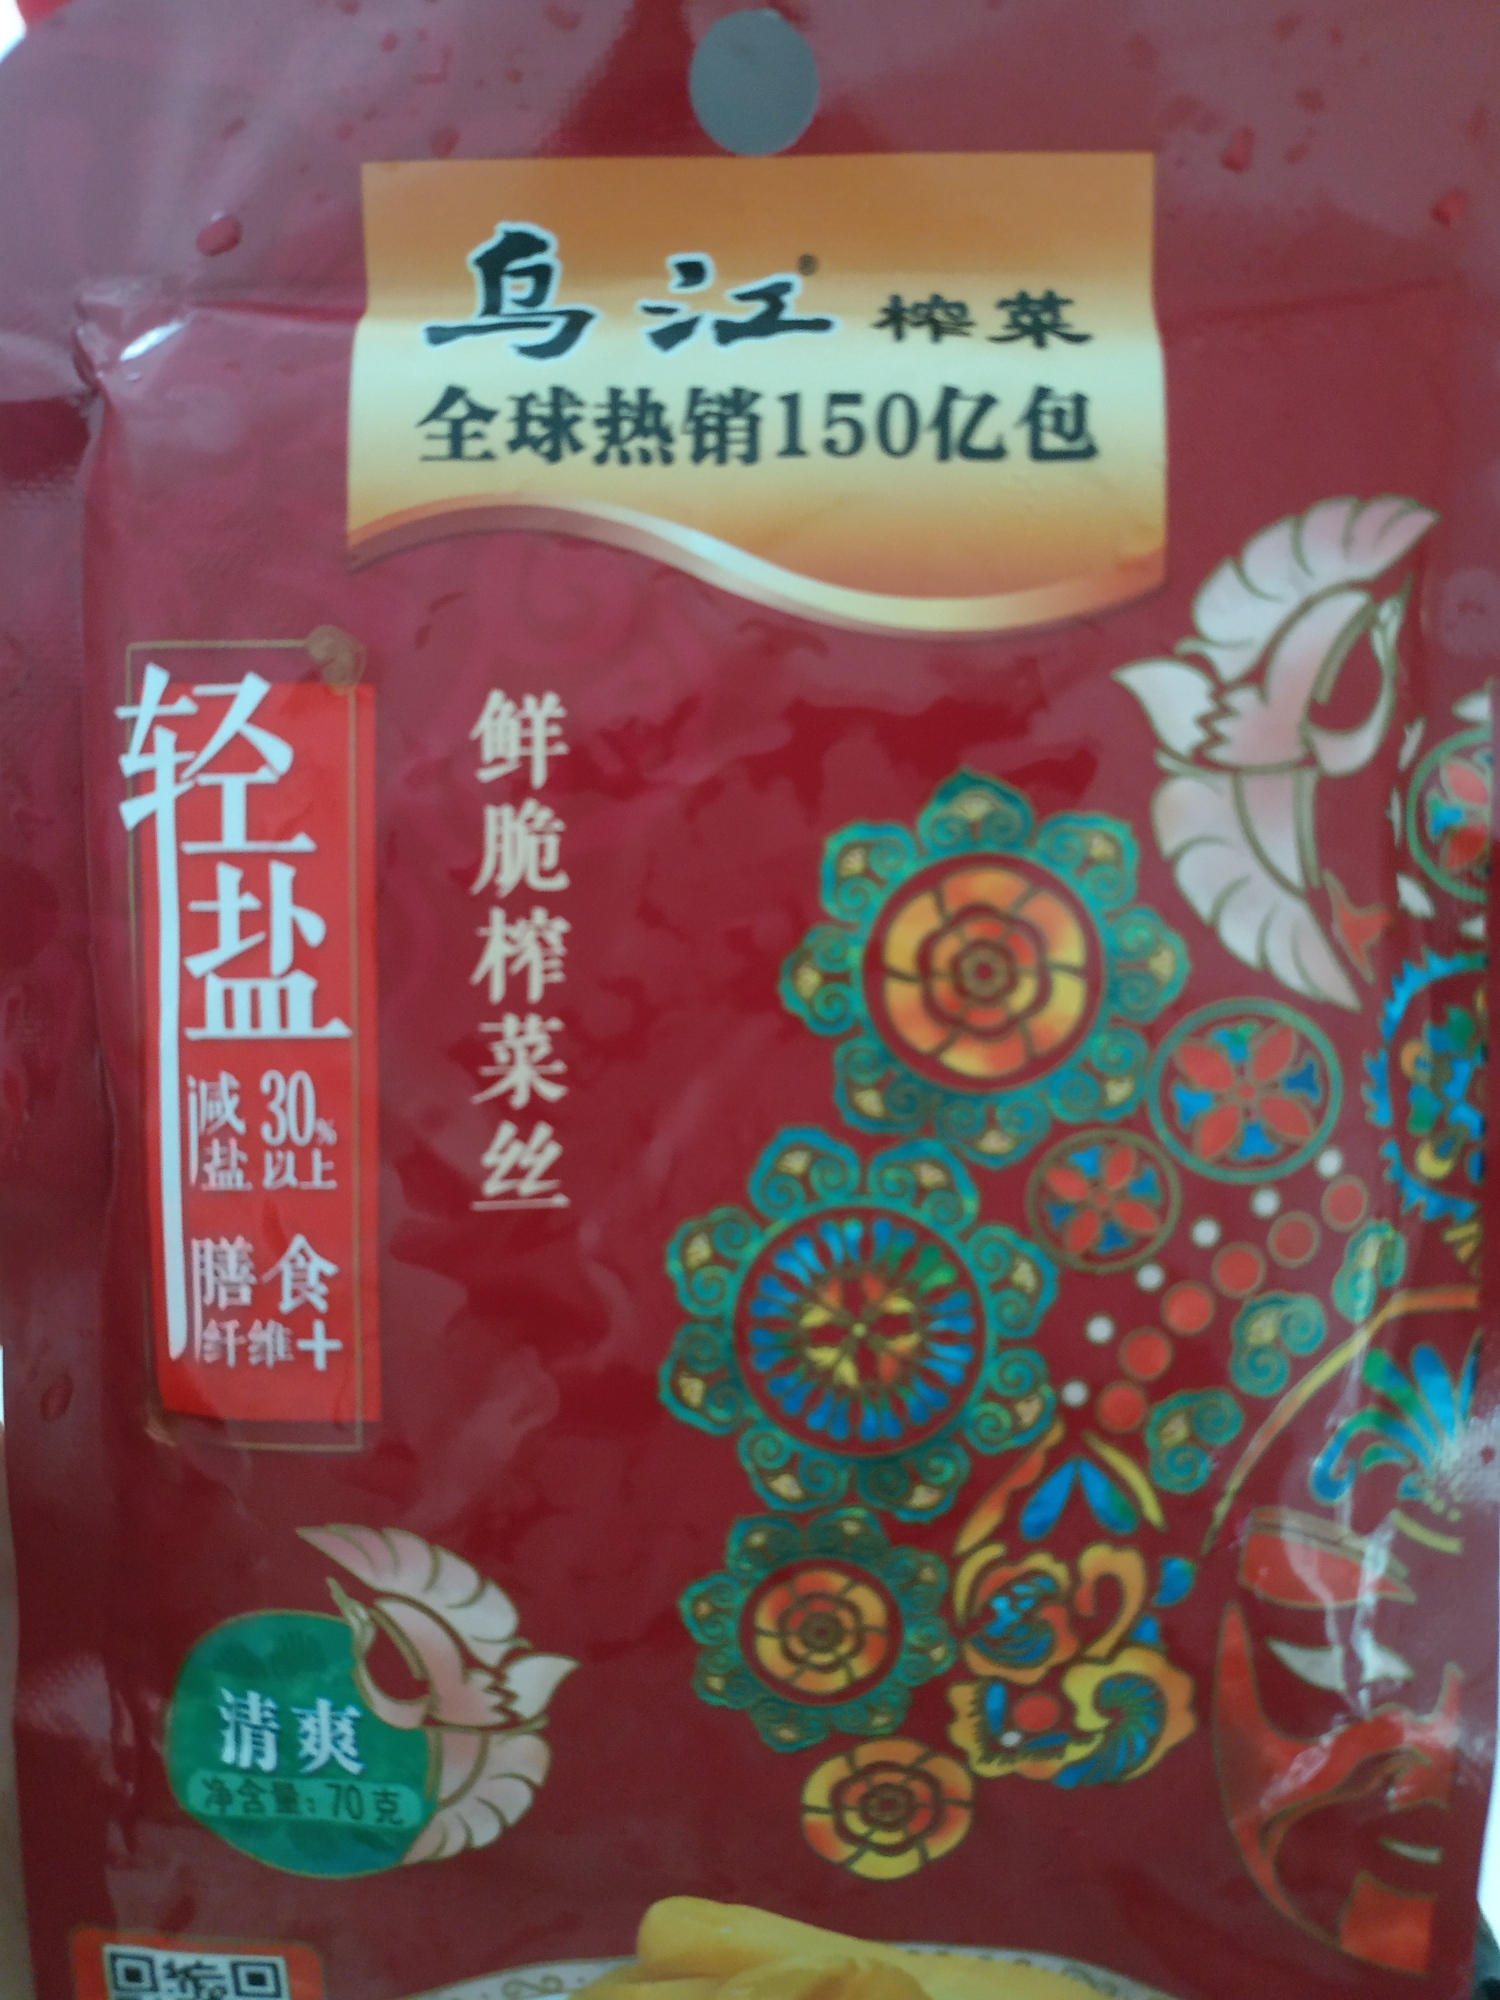 乌江® 榨菜
全球热销150亿包
轻盐
减盐30%以上
膳食纤维+
鲜脆榨菜丝
清爽
净含量：70克